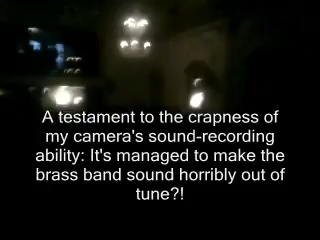 A testament to the crapness of
my camera's sound-recording
ability: It's managed to make the
brass band sound horribly out of
tune?!